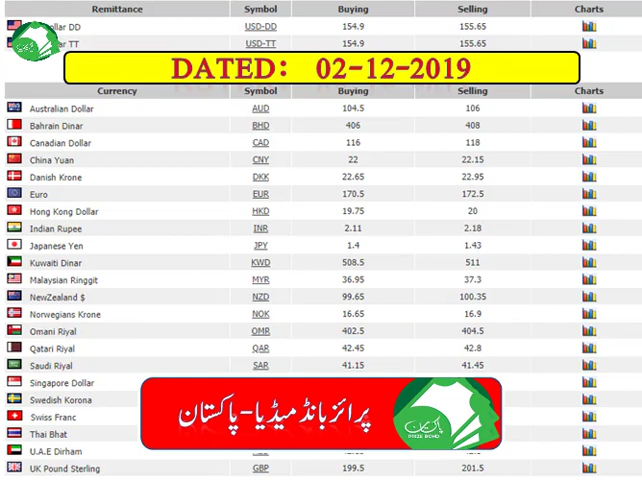 Remittance Symbol Buying Selling Charts
ollar DD USD-DD 154.9 155.65
ar TT USD-TT 154.9 155.65
DATED: 02-12-2019
Currency Symbol Buying Selling Charts
Australian Dollar AUD 104.5 106
Bahrain Dinar BHD 406 408
Canadian Dollar CAD 116 118
China Yuan CNY 22 22.15
Danish Krone DKK 22.65 22.95
Euro EUR 170.5 172.5
Hong Kong Dollar HKD 19.75 20
Indian Rupee INR 2.11 2.18
Japanese Yen JPY 1.4 1.43
Kuwaiti Dinar KWD 508.5 511
Malaysian Ringgit MYR 36.95 37.3
NewZealand $ NZD 99.65 100.35
Norwegians Krone NOK 16.65 16.9
Omani Riyal OMR 402.5 404.5
Qatari Riyal QAR 42.45 42.8
Saudi Riyal SAR 41.15 41.45
Singapore Dollar
Swedish Korona
Swiss Franc
Thai Bhat
پرائز بانڈ میڈیا-پاکستان
پاکستان
PRIZE BOND
U.A.E Dirham
UK Pound Sterling GBP 199.5 201.5